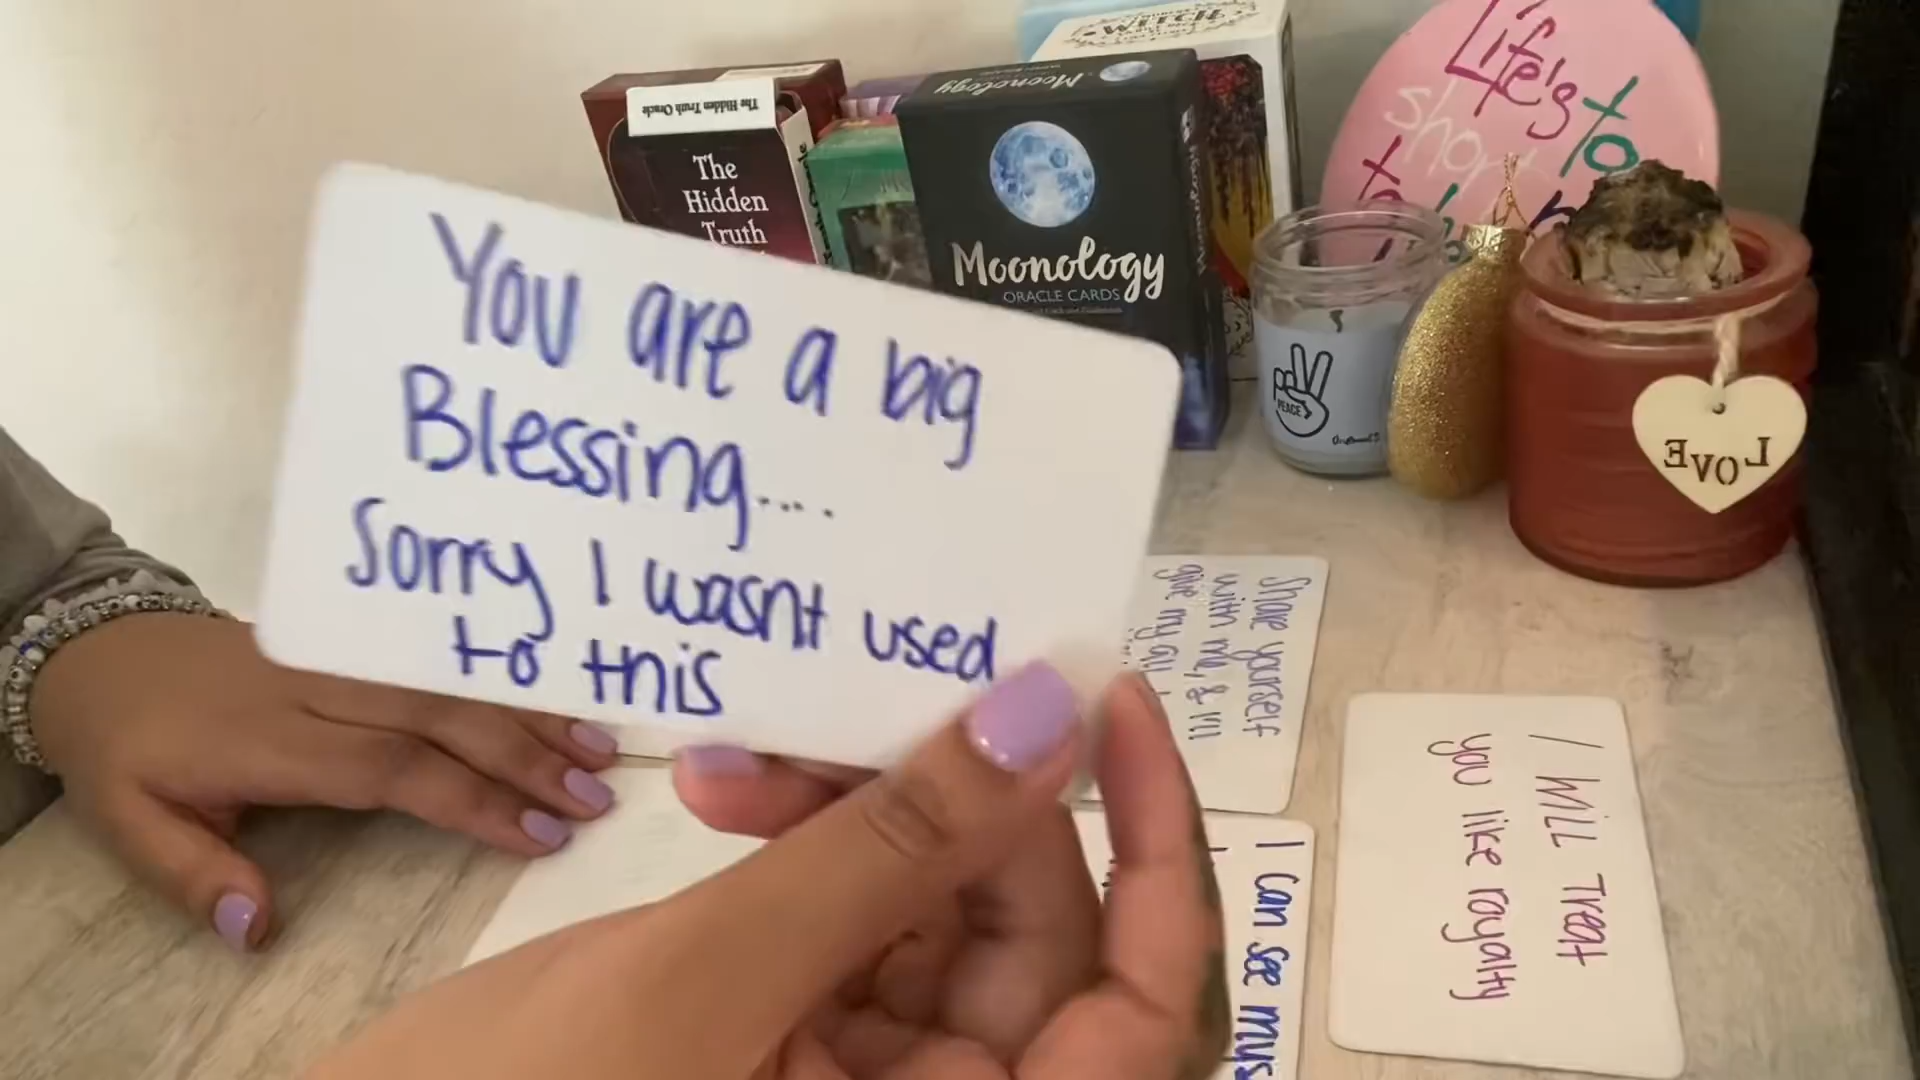 You are a big
Blessing....
Sorry I wasnt used
to this
The Hidden Truth Oracle
The
Hidden
Truth
Moonology
Moonology
ORACLE CARDS
Moonology
WITCH
Life's to
short
to
PEACE
LOVE
Share yourself
with me, & I'll
give my all
I WILL Treat
you like royalty
I can see